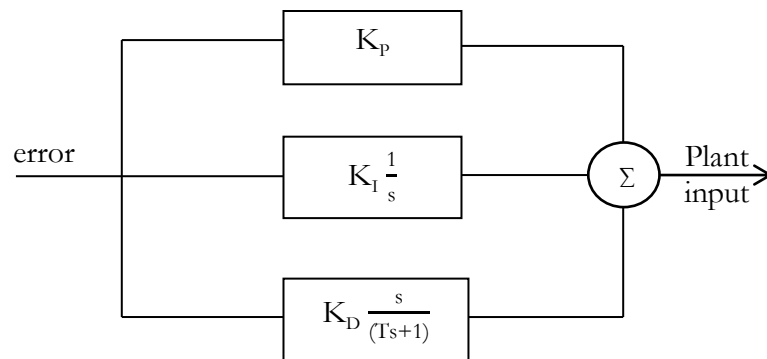 K_P
error
K_I 1/s
Σ
Plant
input
K_D s/(Ts+1)